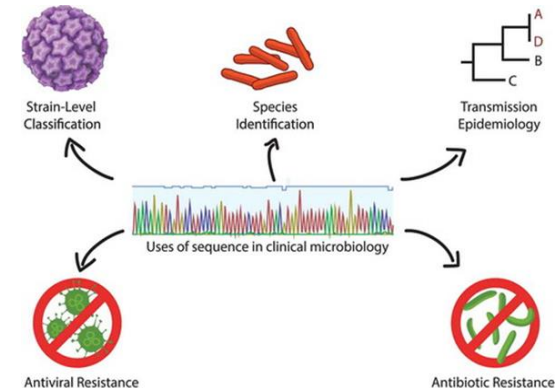 A
D
B
C
Strain-Level
Classification
Species
Identification
Transmission
Epidemiology
Uses of sequence in clinical microbiology
Antiviral Resistance
Antibiotic Resistance